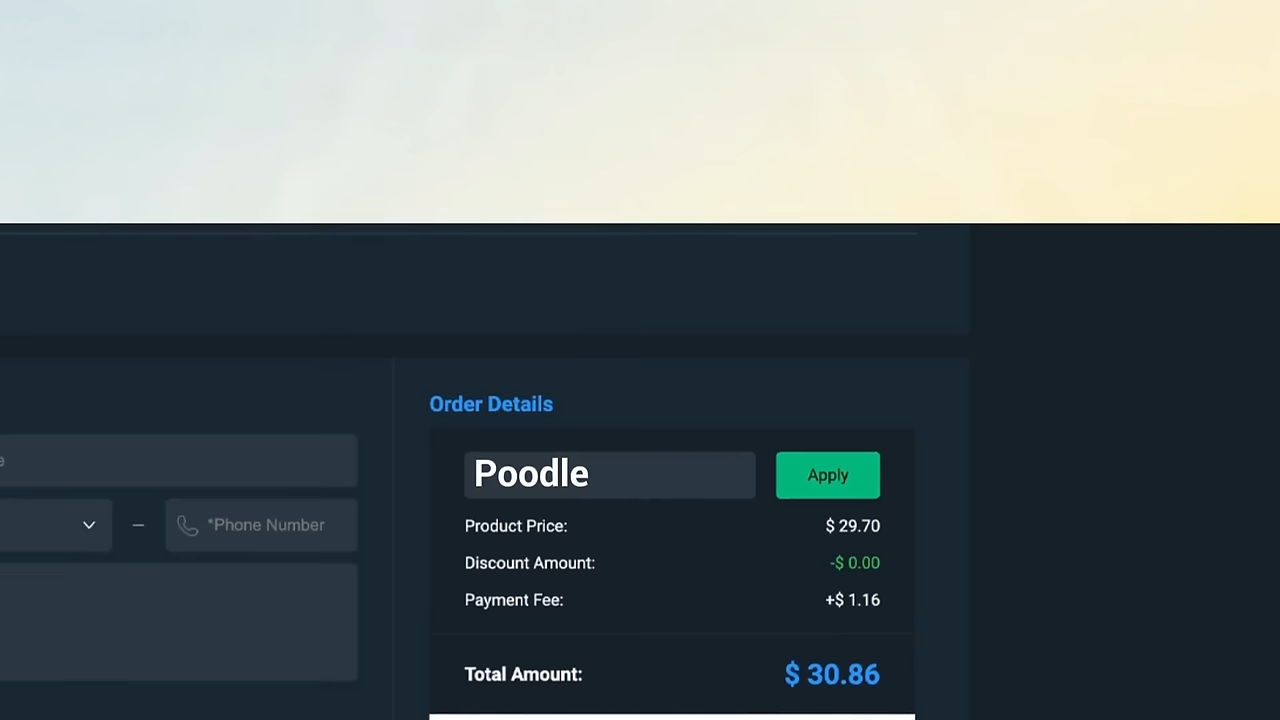 Order Details
Poodle
Apply
Product Price: $ 29.70
Discount Amount: -$ 0.00
*Phone Number
Payment Fee: +$ 1.16
Total Amount: $ 30.86